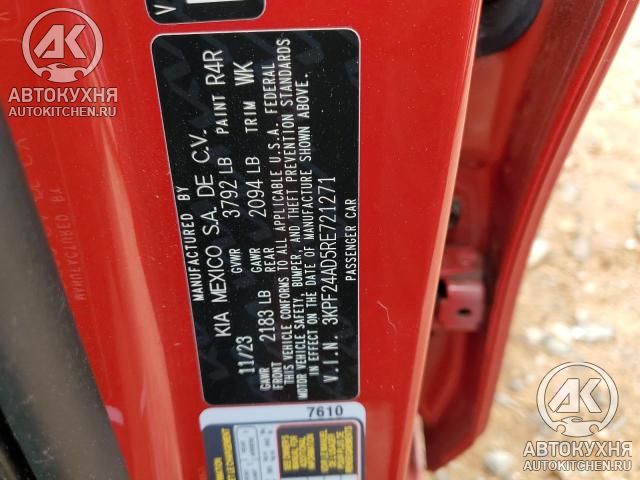 MANUFACTURED BY
KIA MEXICO S.A. DE C.V.
11/23 GVWR 3792 LB PAINT R4R
GAWR FRONT 2183 LB GAWR REAR 2094 LB TRIM WK
THIS VEHICLE CONFORMS TO ALL APPLICABLE U.S.A. FEDERAL
MOTOR VEHICLE SAFETY, BUMPER, AND THEFT PREVENTION STANDARDS
IN EFFECT ON THE DATE OF MANUFACTURE SHOWN ABOVE.
V.I.N. 3KPF24AD5RE721271
PASSENGER CAR
7610
АК
АВТОКУХНЯ
AUTOKITCHEN.RU
АК
АВТОКУХНЯ
AUTOKITCHEN.RU